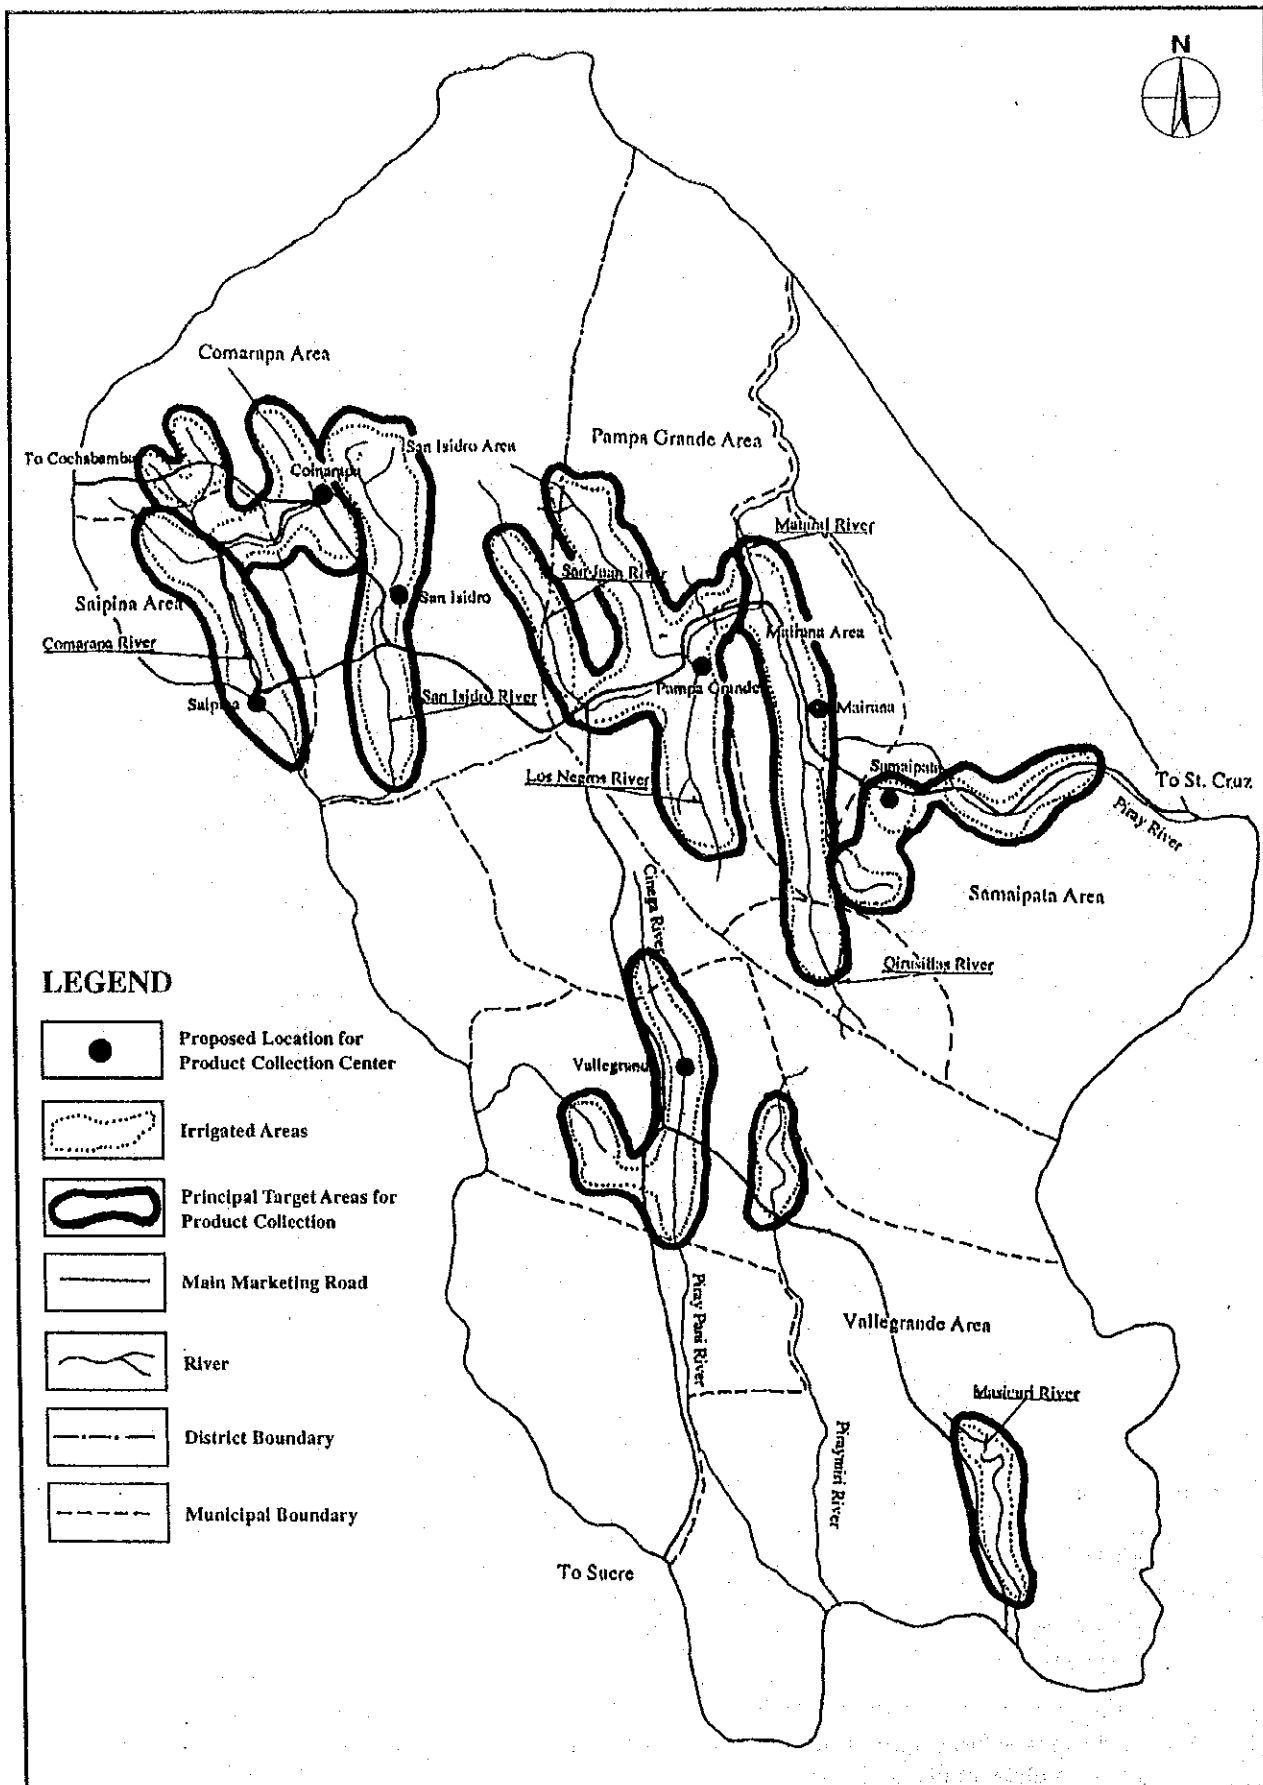 N
Comarapa Area
San Isidro Area
Pampa Grande Area
To Cochabamba
Comarapa
Mairana River
San Juan River
Saipina Area
San Isidro
Mairana Area
Comarapa River
Saipina
San Isidro River
Pampa Grande
Mairana
Los Negros River
Samaipata
To St. Cruz
Piray River
Samaipata Area
Cinega River
Qirusillas River
Vallegrande
LEGEND
Proposed Location for
Product Collection Center
Irrigated Areas
Principal Target Areas for
Product Collection
Main Marketing Road
River
District Boundary
Municipal Boundary
Piray Pani River
Vallegrande Area
Masicuri River
Piraymiri River
To Sucre